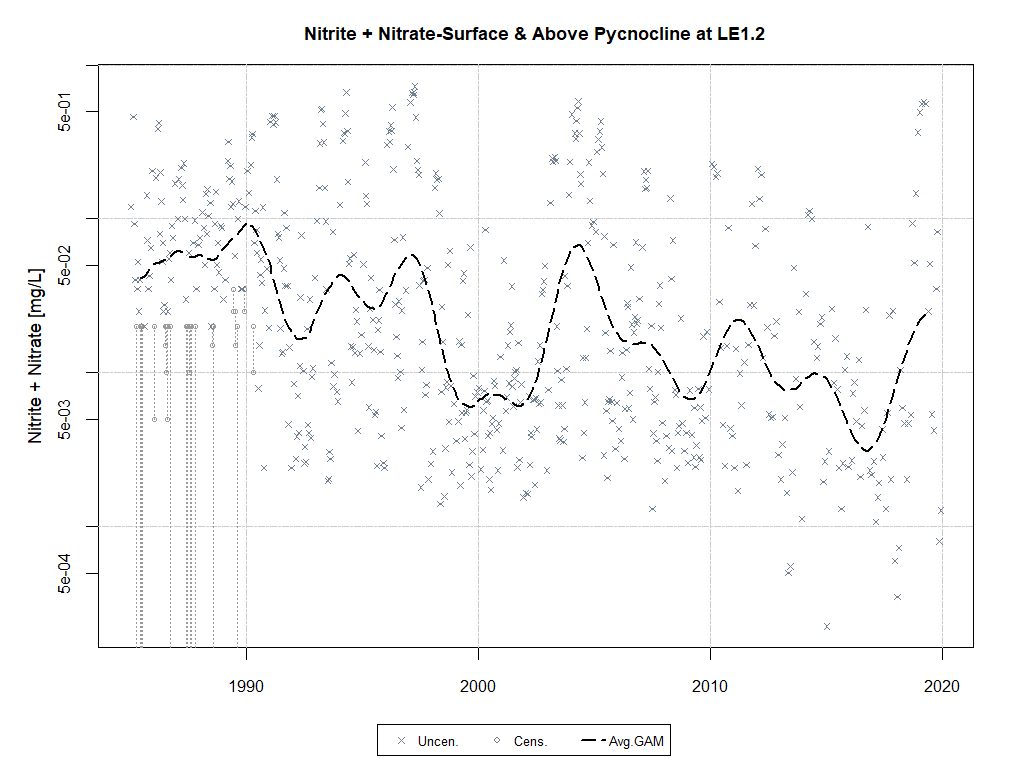 Nitrite + Nitrate-Surface & Above Pycnocline at LE1.2
Nitrite + Nitrate [mg/L]
5e-01
5e-02
5e-03
5e-04
1990 2000 2010 2020
Uncen. Cens. Avg.GAM